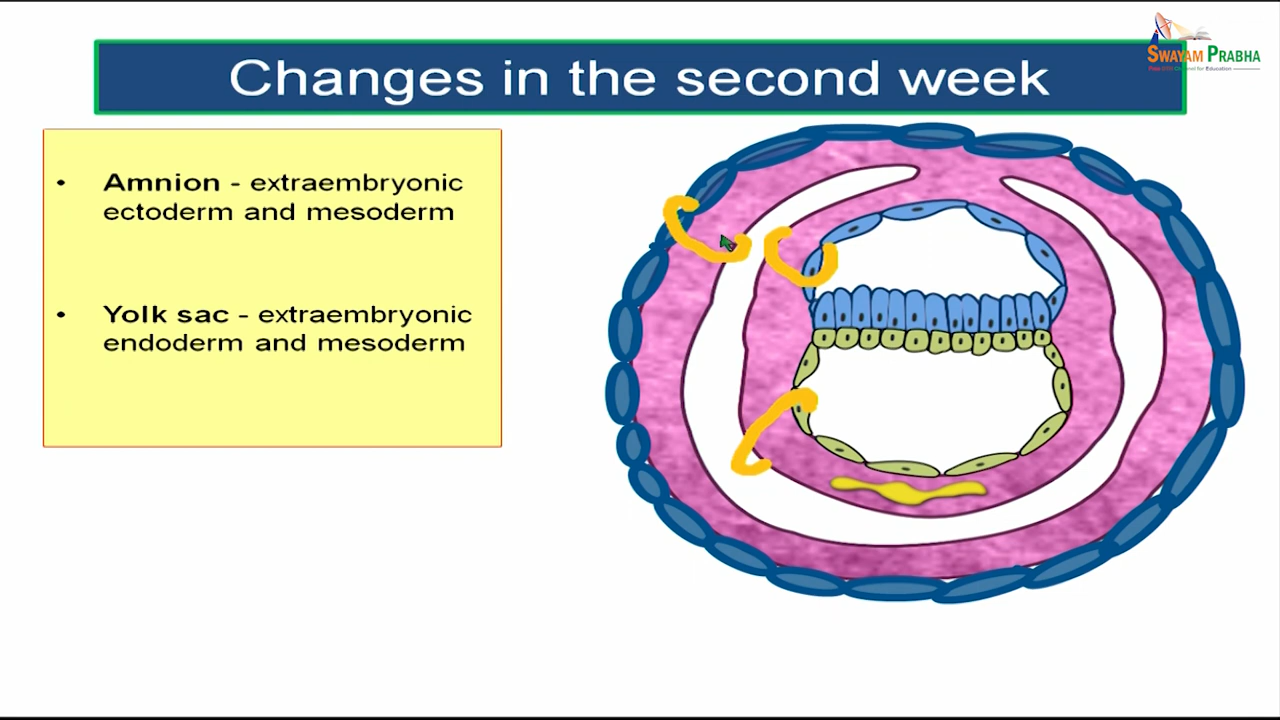 SWAYAM PRABHA
Changes in the second week
• Amnion - extraembryonic
ectoderm and mesoderm
• Yolk sac - extraembryonic
endoderm and mesoderm